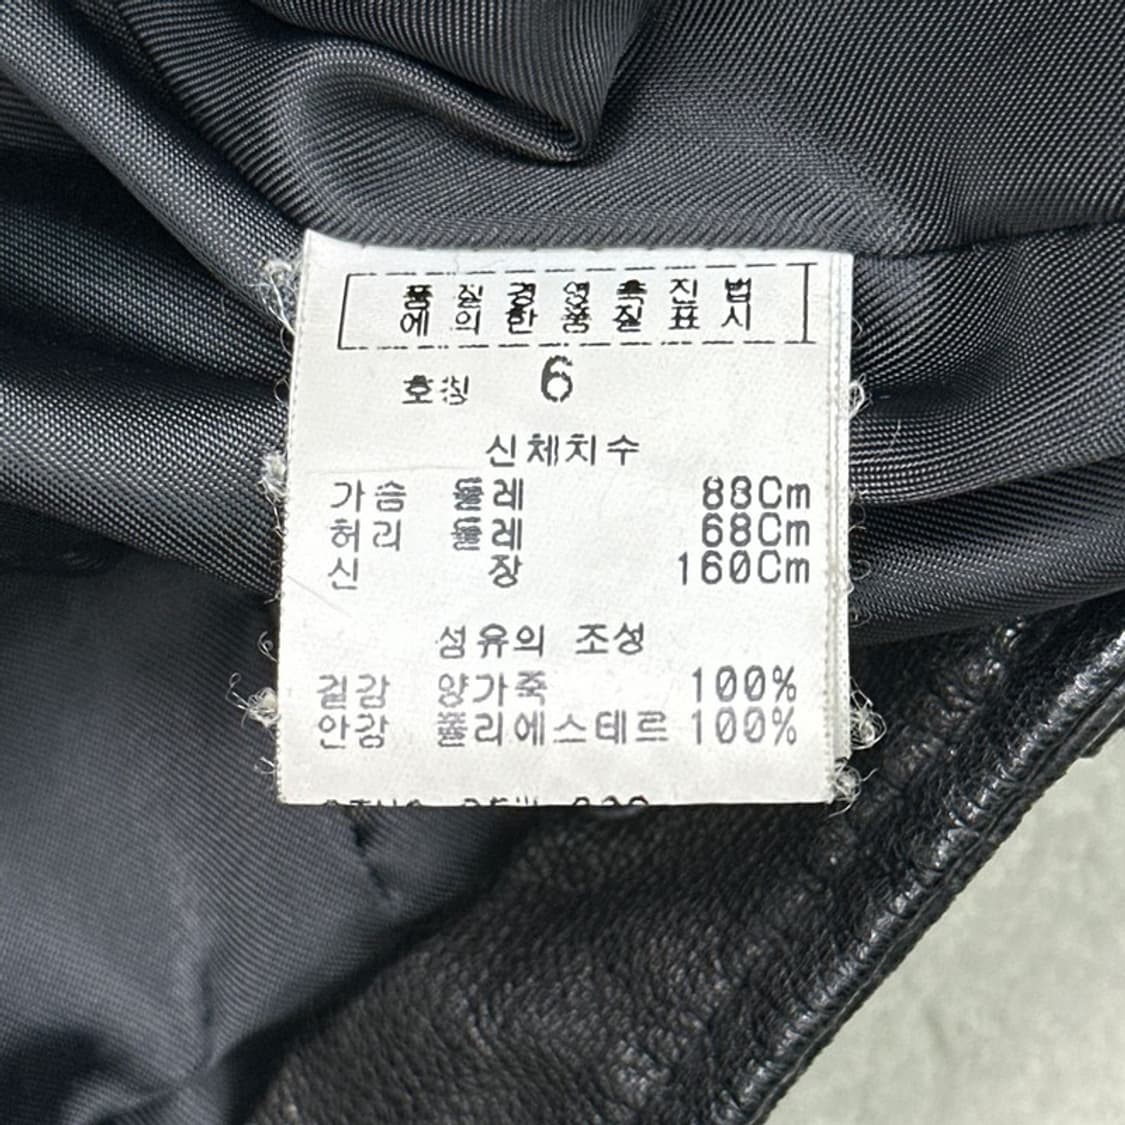 품질경영촉진법
에의한품질표시
호칭 6
신체치수
가슴 둘레 88Cm
허리 둘레 68Cm
신 장 160Cm
섬유의 조성
겉감 양가죽 100%
안감 폴리에스테르 100%